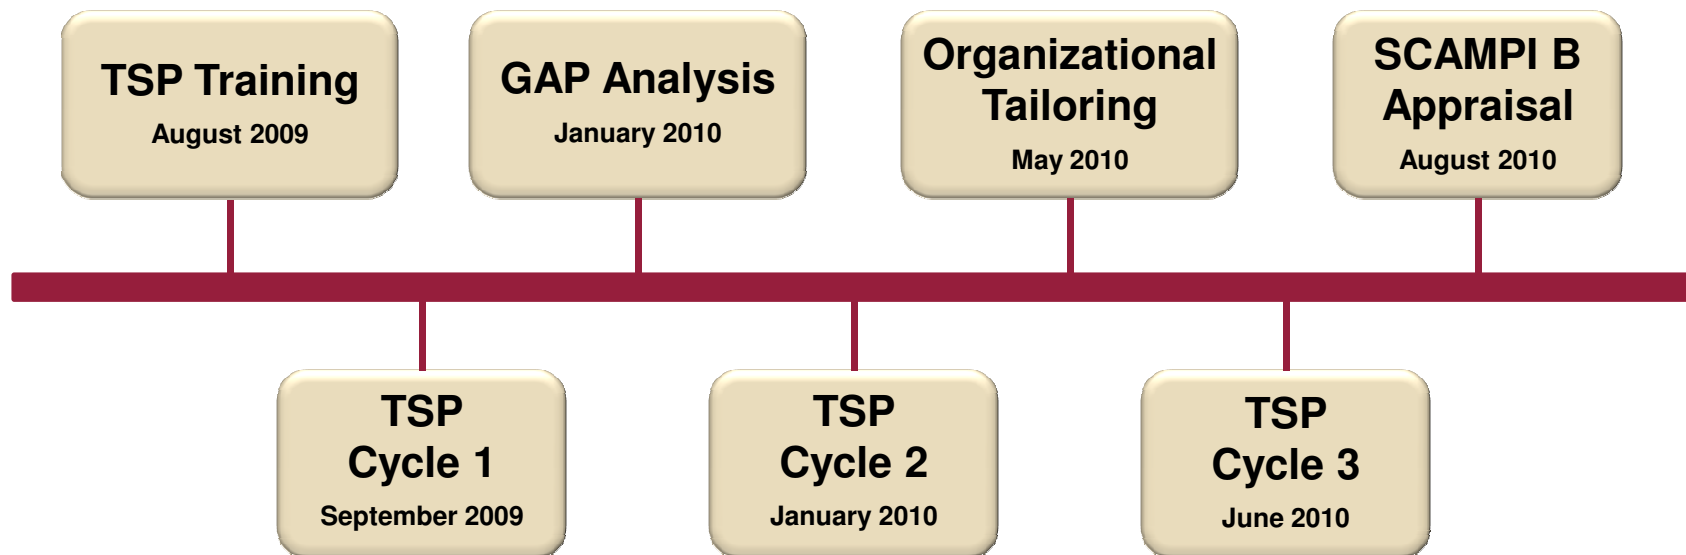 TSP Training
August 2009
GAP Analysis
January 2010
Organizational
Tailoring
May 2010
SCAMPI B
Appraisal
August 2010
TSP
Cycle 1
September 2009
TSP
Cycle 2
January 2010
TSP
Cycle 3
June 2010